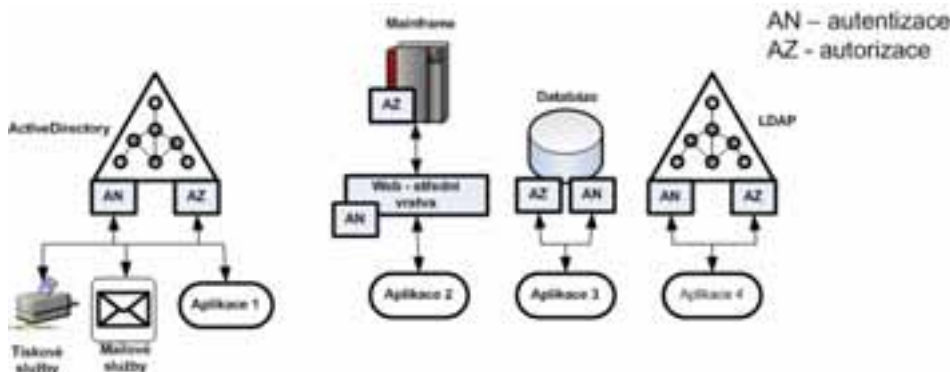 AN – autentizace
AZ - autorizace
Mainframe
AZ
ActiveDirectory
AN
AZ
Web - střední
vrstva
AN
Databáze
AZ
AN
LDAP
AN
AZ
Aplikace 1
Aplikace 2
Aplikace 3
Aplikace 4
Tiskové
služby
Mailové
služby